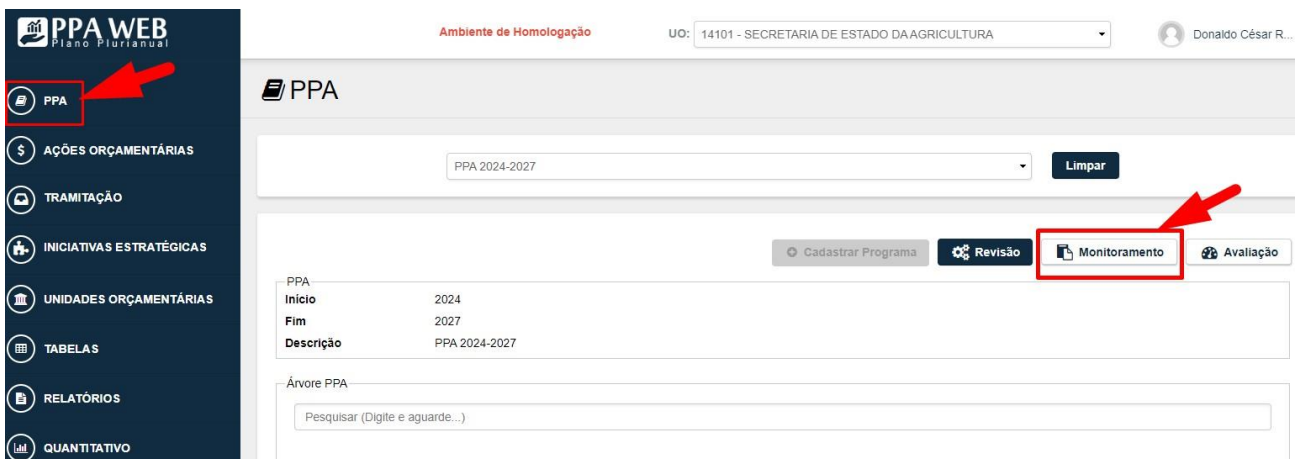 PPA WEB
Plano Plurianual
Ambiente de Homologação
UO: 14101 - SECRETARIA DE ESTADO DA AGRICULTURA
Donaldo César R...
PPA
PPA
AÇÕES ORÇAMENTÁRIAS
TRAMITAÇÃO
INICIATIVAS ESTRATÉGICAS
UNIDADES ORÇAMENTÁRIAS
TABELAS
RELATÓRIOS
QUANTITATIVO
PPA 2024-2027
Limpar
Cadastrar Programa
Revisão
Monitoramento
Avaliação
PPA
Início 2024
Fim 2027
Descrição PPA 2024-2027
Árvore PPA
Pesquisar (Digite e aguarde...)